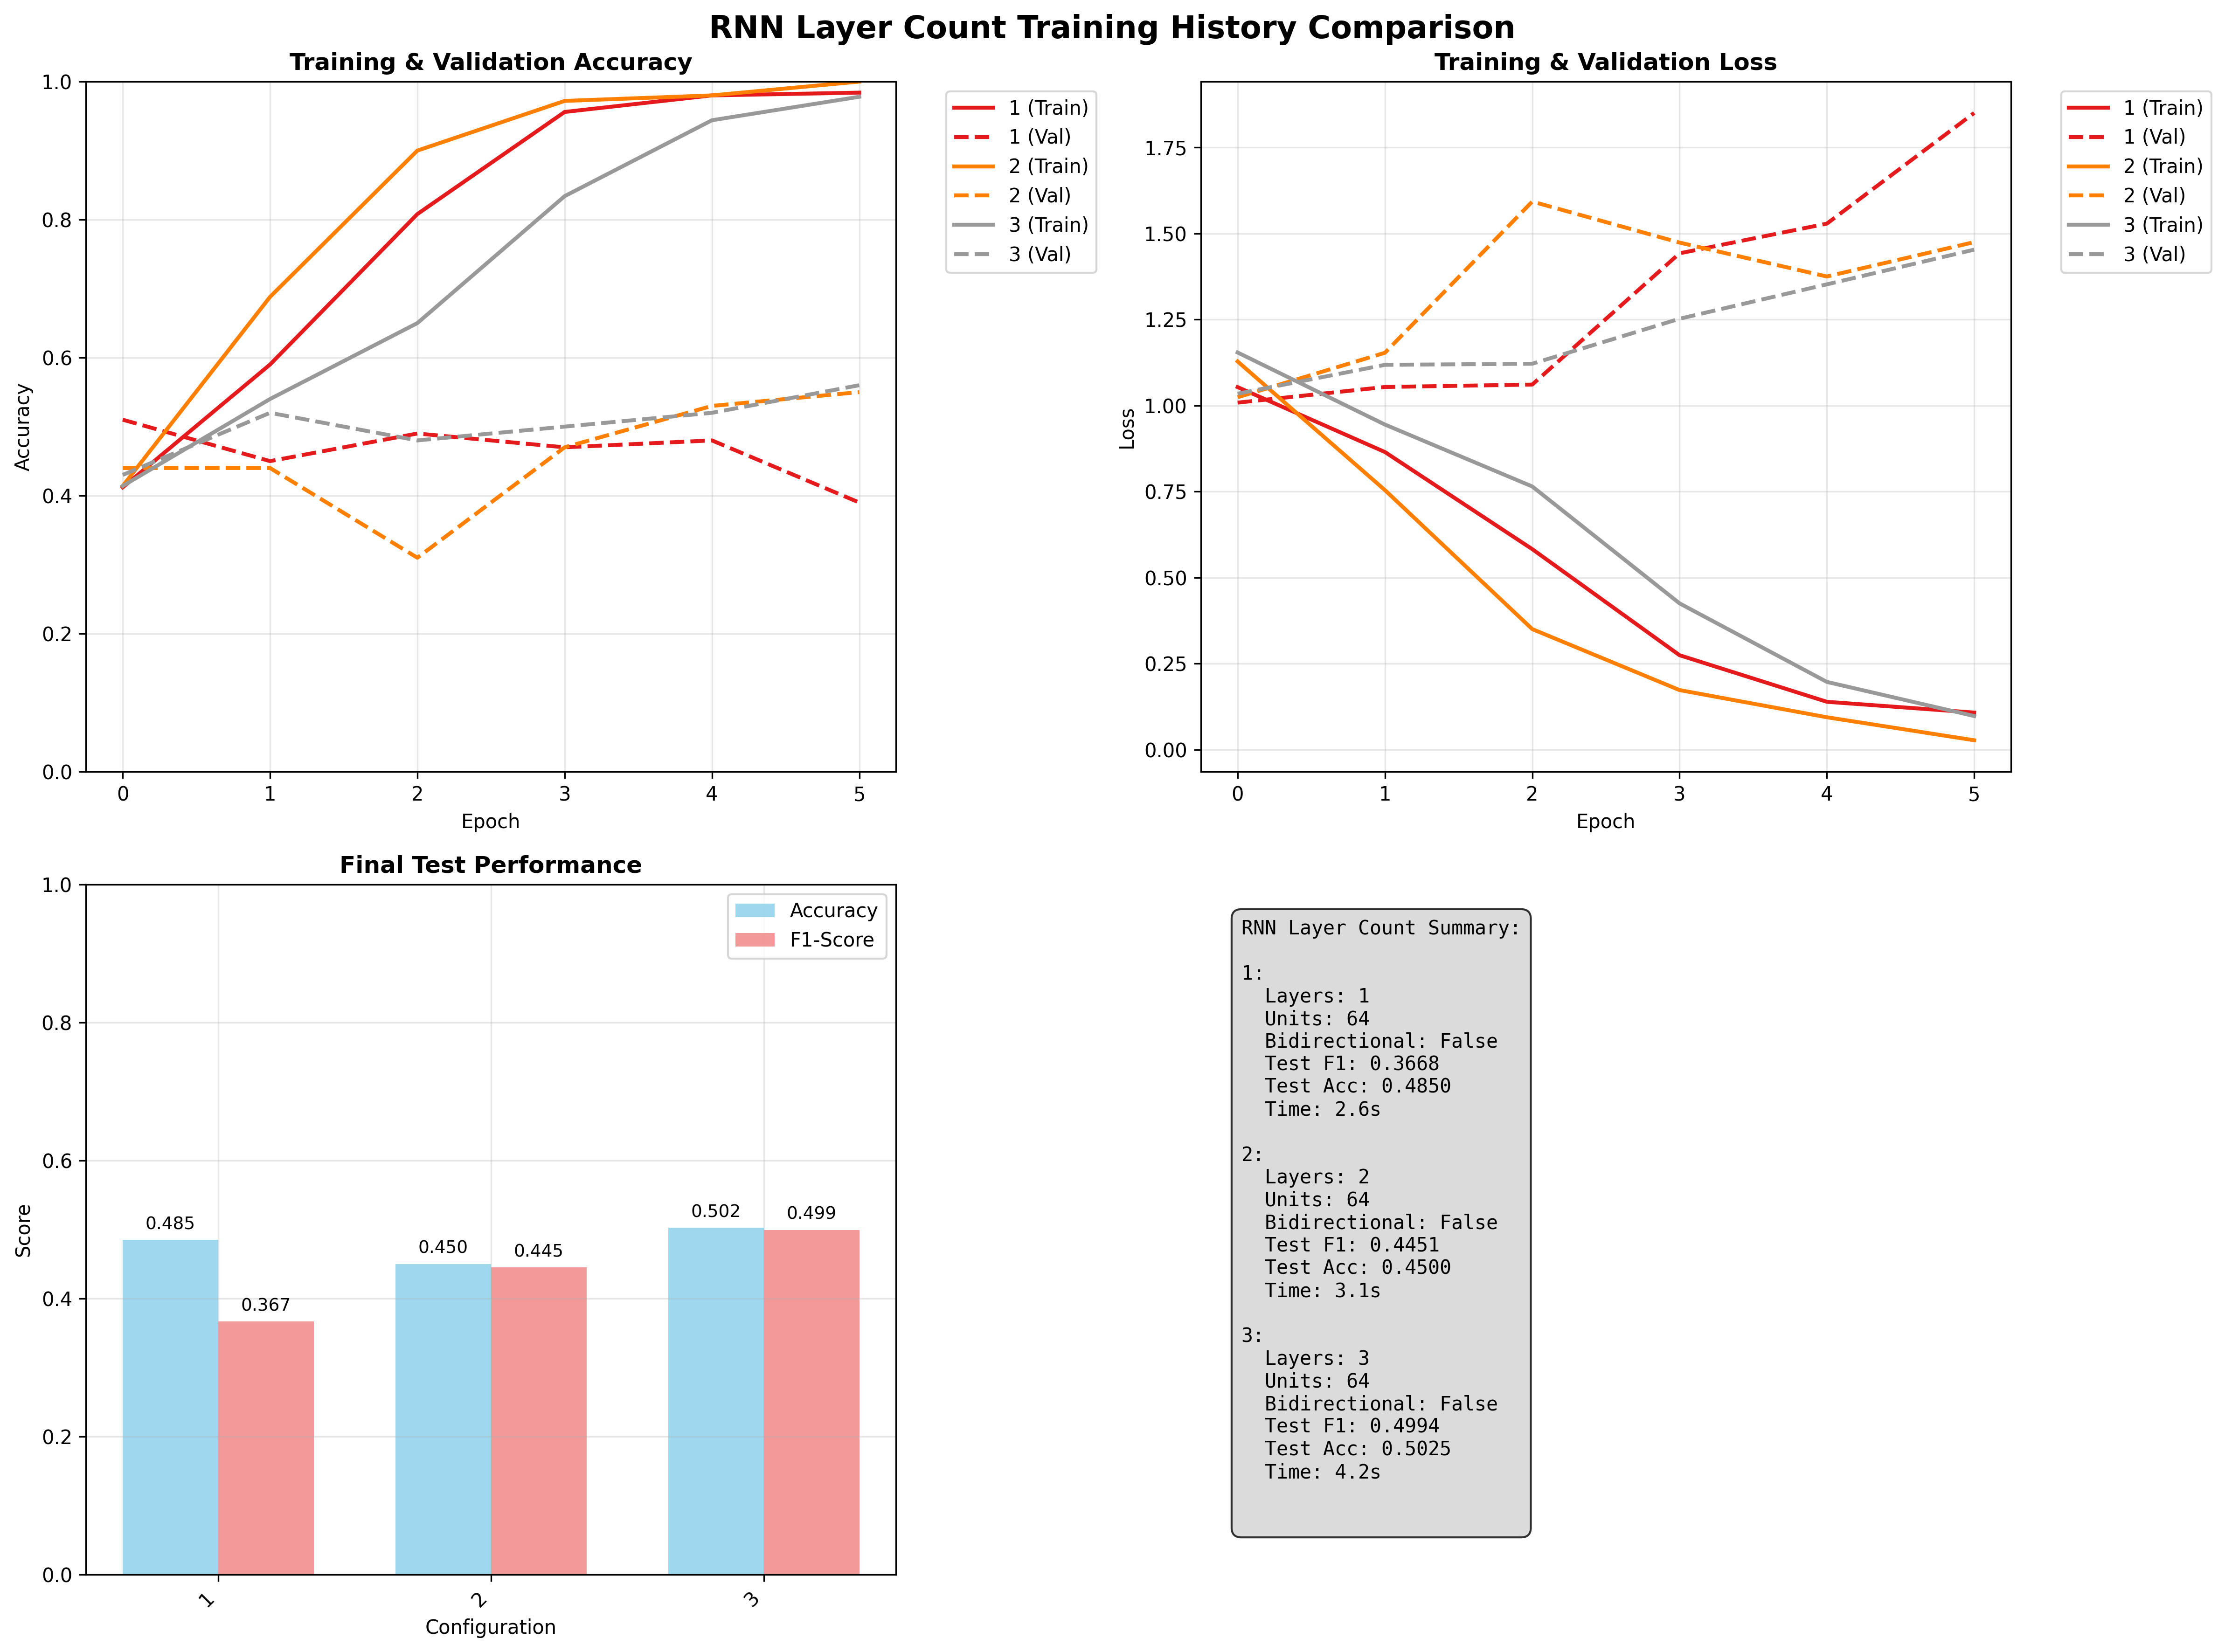 RNN Layer Count Training History Comparison
Training & Validation Accuracy
1.0
0.8
0.6
0.4
0.2
0.0
Accuracy
0 1 2 3 4 5
Epoch
1 (Train)
1 (Val)
2 (Train)
2 (Val)
3 (Train)
3 (Val)
Training & Validation Loss
1.75
1.50
1.25
1.00
0.75
0.50
0.25
0.00
Loss
0 1 2 3 4 5
Epoch
1 (Train)
1 (Val)
2 (Train)
2 (Val)
3 (Train)
3 (Val)
Final Test Performance
1.0
0.8
0.6
0.4
0.2
0.0
Score
Accuracy
F1-Score
0.485
0.367
0.450
0.445
0.502
0.499
1 2 3
Configuration
RNN Layer Count Summary:
1:
Layers: 1
Units: 64
Bidirectional: False
Test F1: 0.3668
Test Acc: 0.4850
Time: 2.6s
2:
Layers: 2
Units: 64
Bidirectional: False
Test F1: 0.4451
Test Acc: 0.4500
Time: 3.1s
3:
Layers: 3
Units: 64
Bidirectional: False
Test F1: 0.4994
Test Acc: 0.5025
Time: 4.2s